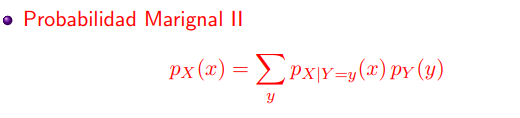 Probabilidad Marignal II
p_X(x) = ∑_y p_{X|Y=y}(x) p_Y(y)